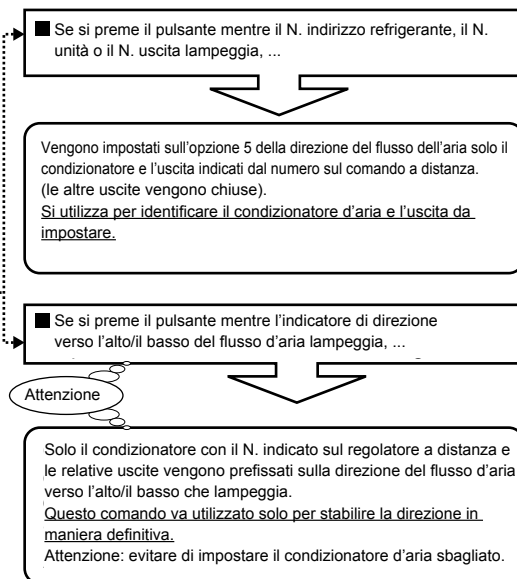 ■ Se si preme il pulsante mentre il N. indirizzo refrigerante, il N.
unità o il N. uscita lampeggia, ...
Vengono impostati sull'opzione 5 della direzione del flusso dell'aria solo il
condizionatore e l'uscita indicati dal numero sul comando a distanza.
(le altre uscite vengono chiuse).
Si utilizza per identificare il condizionatore d'aria e l'uscita da
impostare.
■ Se si preme il pulsante mentre l'indicatore di direzione
verso l'alto/il basso del flusso d'aria lampeggia, ...
Attenzione
Solo il condizionatore con il N. indicato sul regolatore a distanza e
le relative uscite vengono prefissati sulla direzione del flusso d'aria
verso l'alto/il basso che lampeggia.
Questo comando va utilizzato solo per stabilire la direzione in
maniera definitiva.
Attenzione: evitare di impostare il condizionatore d'aria sbagliato.